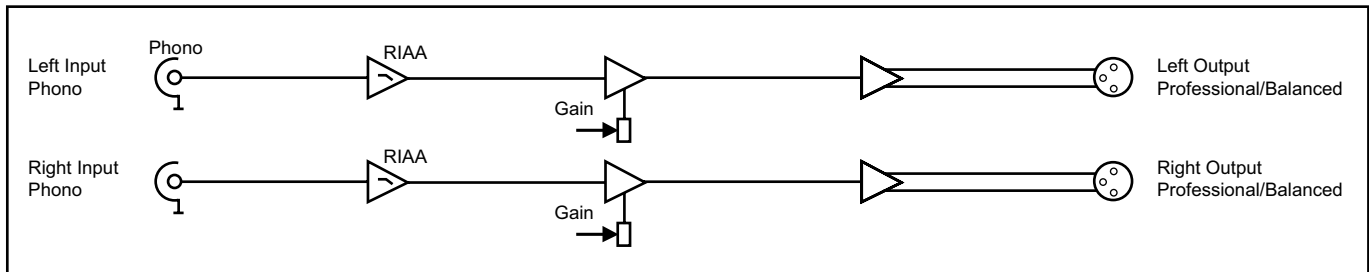 Phono
Left Input
Phono
RIAA
Gain
Left Output
Professional/Balanced
Right Input
Phono
RIAA
Gain
Right Output
Professional/Balanced